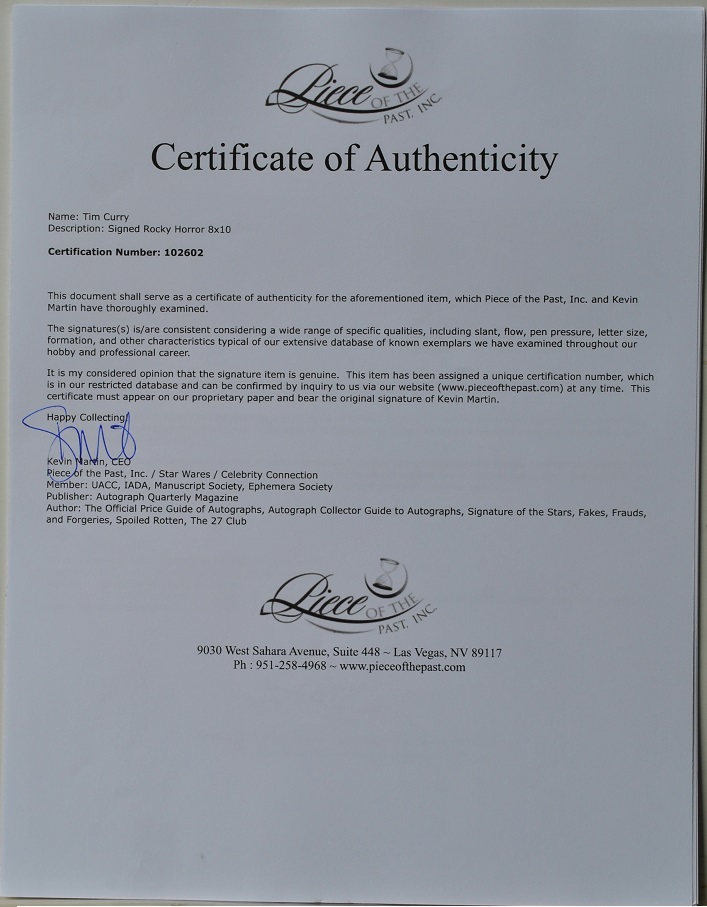 Piece OF THE
PAST, INC.
Certificate of Authenticity
Name: Tim Curry
Description: Signed Rocky Horror 8x10
Certification Number: 102602
This document shall serve as a certificate of authenticity for the aforementioned item, which Piece of the Past, Inc. and Kevin
Martin have thoroughly examined.
The signatures(s) is/are consistent considering a wide range of specific qualities, including slant, flow, pen pressure, letter size,
formation, and other characteristics typical of our extensive database of known exemplars we have examined throughout our
hobby and professional career.
It is my considered opinion that the signature item is genuine. This item has been assigned a unique certification number, which
is in our restricted database and can be confirmed by inquiry to us via our website (www.pieceofthepast.com) at any time. This
certificate must appear on our proprietary paper and bear the original signature of Kevin Martin.
Happy Collecting!
Kevin Martin, CEO
Piece of the Past, Inc. / Star Wares / Celebrity Connection
Member: UACC, IADA, Manuscript Society, Ephemera Society
Publisher: Autograph Quarterly Magazine
Author: The Official Price Guide of Autographs, Autograph Collector Guide to Autographs, Signature of the Stars, Fakes, Frauds,
and Forgeries, Spoiled Rotten, The 27 Club
Piece OF THE
PAST, INC.
9030 West Sahara Avenue, Suite 448 ~ Las Vegas, NV 89117
Ph : 951-258-4968 ~ www.pieceofthepast.com